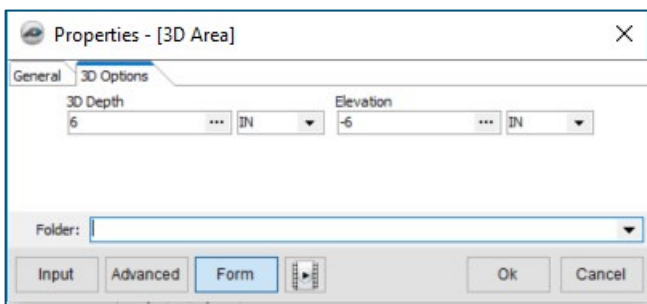 Properties - [3D Area]
General 3D Options
3D Depth Elevation
6 ... IN -6 ... IN
Folder:
Input Advanced Form Ok Cancel